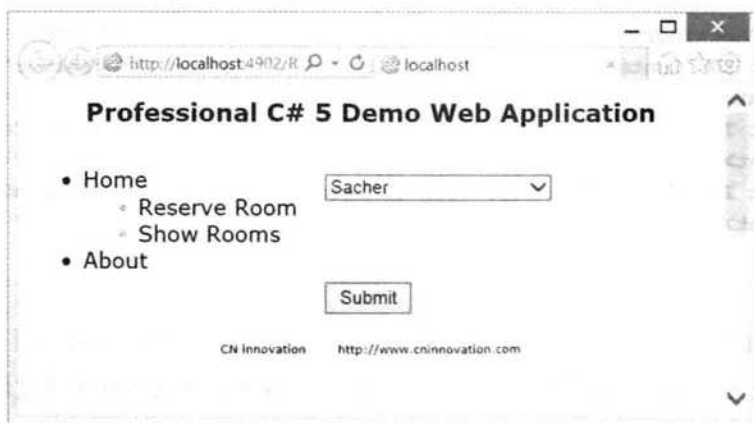 http://localhost:4902/R
localhost
Professional C# 5 Demo Web Application
Home
Sacher
Reserve Room
Show Rooms
About
Submit
CN innovation http://www.cninnovation.com